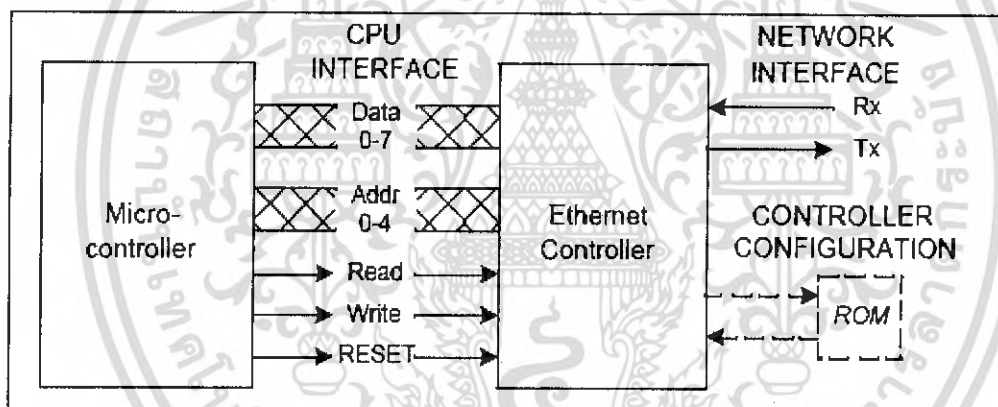 CPU
INTERFACE
NETWORK
INTERFACE
Data
0-7
Rx
Tx
Addr
0-4
Micro-
controller
Ethernet
Controller
CONTROLLER
CONFIGURATION
Read
Write
RESET
ROM